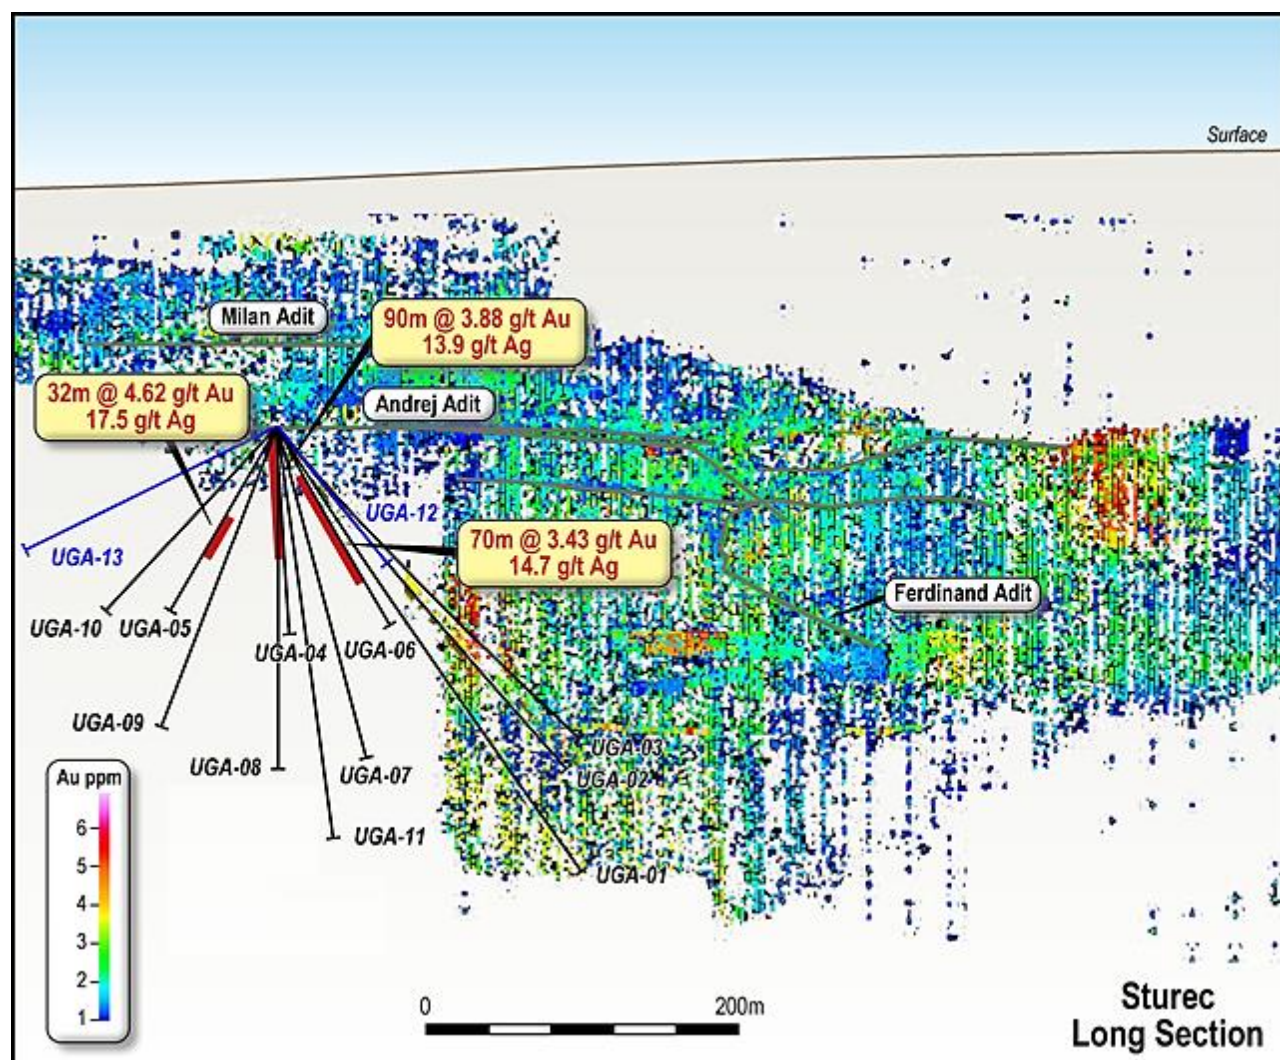 Surface
Milan Adit
90m @ 3.88 g/t Au
13.9 g/t Ag
32m @ 4.62 g/t Au
17.5 g/t Ag
Andrej Adit
UGA-12
UGA-13
70m @ 3.43 g/t Au
14.7 g/t Ag
Ferdinand Adit
UGA-10
UGA-05
UGA-04
UGA-06
UGA-09
UGA-03
UGA-08
UGA-07
UGA-02
UGA-11
UGA-01
Au ppm
6
5
4
3
2
1
0
200m
Sturec
Long Section